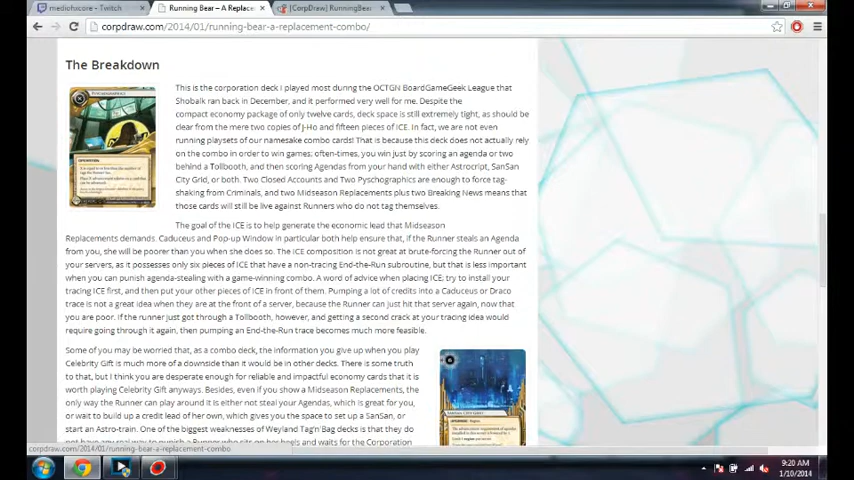 mediohxcore - Twitch
Running Bear – A Replace
[CorpDraw] RunningBea
corpdraw.com/2014/01/running-bear-a-replacement-combo/
The Breakdown
This is the corporation deck I played most during the OCTGN BoardGameGeek League that
Shobalk ran back in December, and it performed very well for me. Despite the
compact economy package of only twelve cards, deck space is still extremely tight, as should be
clear from the mere two copies of J-Ho and fifteen pieces of ICE. In fact, we are not even
running playsets of our namesake combo cards! That is because this deck does not actually rely
on the combo in order to win games; often-times, you win just by scoring an agenda or two
behind a Tollbooth, and then scoring Agendas from your hand with either Astrocript, SanSan
City Grid, or both. Two Closed Accounts and Two Pyschographics are enough to force tag-
shaking from Criminals, and two Midseason Replacements plus two Breaking News means that
those cards will still be live against Runners who do not tag themselves.
OPERATION
The goal of the ICE is to help generate the economic lead that Midseason
Replacements demands. Caduceus and Pop-up Window in particular both help ensure that, if the Runner steals an Agenda
from you, she will be poorer than you when she does so. The ICE composition is not great at brute-forcing the Runner out of
your servers, as it possesses only six pieces of ICE that have a non-tracing End-the-Run subroutine, but that is less important
when you can punish agenda-stealing with a game-winning combo. A word of advice when placing ICE; try to install your
tracing ICE first, and then put your other pieces of ICE in front of them. Pumping a lot of credits into a Caduceus or Draco
trace is not a great idea when they are at the front of a server, because the Runner can just hit that server again, now that
you are poor. If the runner just got through a Tollbooth, however, and getting a second crack at your tracing idea would
require going through it again, then pumping an End-the-Run trace becomes much more feasible.
Some of you may be worried that, as a combo deck, the information you give up when you play
Celebrity Gift is much more of a downside than it would be in other decks. There is some truth
to that, but I think you are desperate enough for reliable and impactful economy cards that it is
worth playing Celebrity Gift anyways. Besides, even if you show a Midseason Replacements, the
only way the Runner can play around it is either not steal your Agendas, which is great for you,
or wait to build up a credit lead of her own, which gives you the space to set up a SanSan, or
start an Astro-train. One of the biggest weaknesses of Weyland Tag'n'Bag decks is that they do
not have any real way to punish a Runner who sits on her heels and waits for the Corporation
corpdraw.com/2014/01/running-bear-a-replacement-combo
9:20 AM
1/10/2014